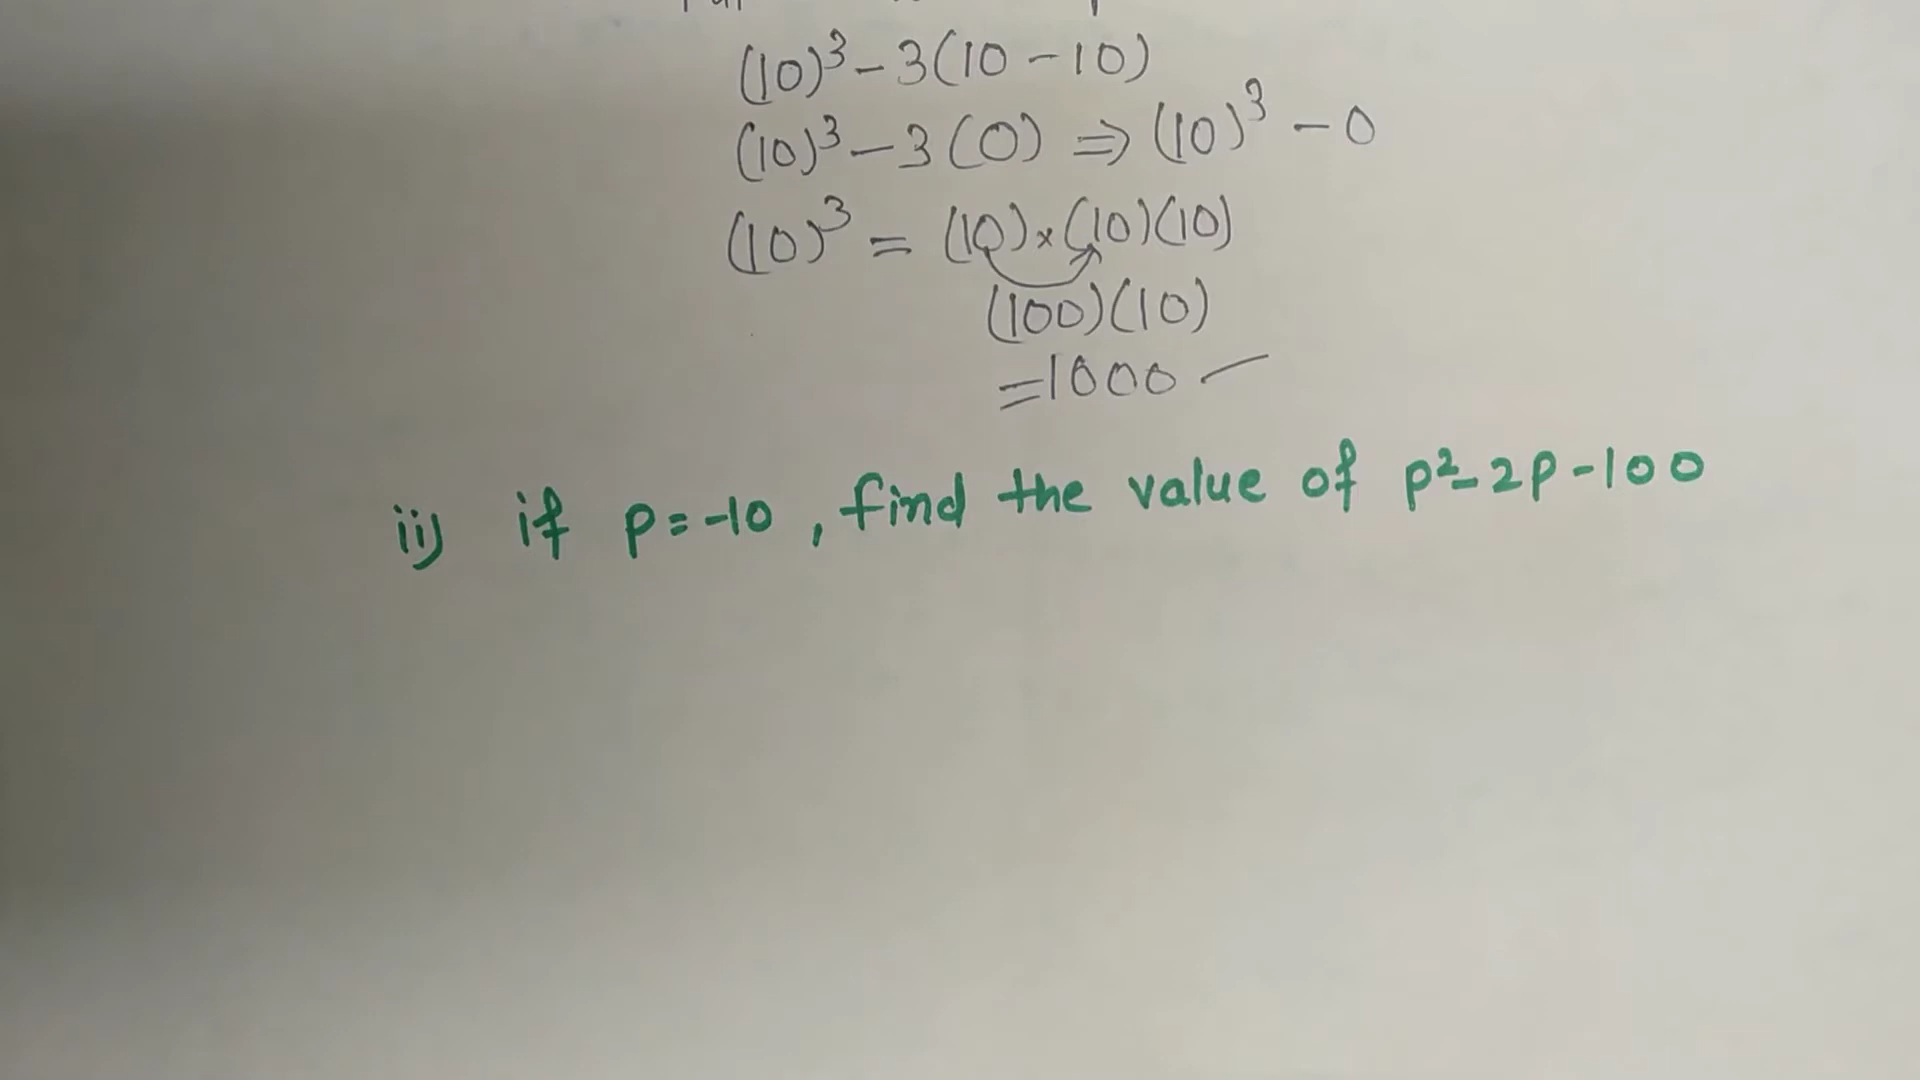 (10)³ - 3(10 - 10)
(10)³ - 3(0) ⇒ (10)³ - 0
(10)³ = (10) × (10)(10)
(100)(10)
= 1000
ii) if p = -10, find the value of p² - 2p - 100